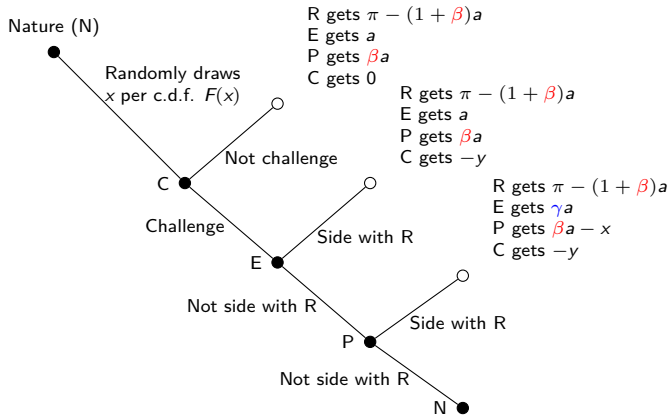 Nature (N)
Randomly draws
x per c.d.f. F(x)
R gets π − (1 + β)a
E gets a
P gets βa
C gets 0
C
Not challenge
Challenge
R gets π − (1 + β)a
E gets a
P gets βa
C gets −y
E
Side with R
Not side with R
R gets π − (1 + β)a
E gets γa
P gets βa − x
C gets −y
P
Side with R
Not side with R
N